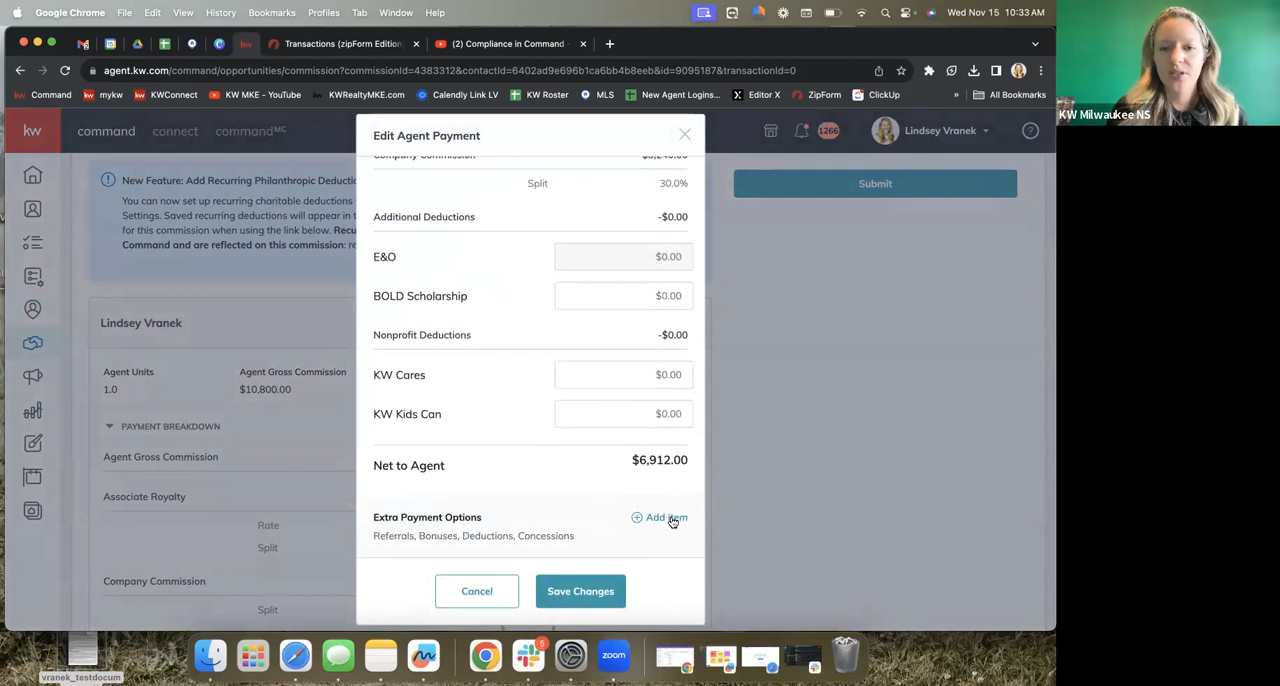 Google Chrome File Edit View History Bookmarks Profiles Tab Window Help
Wed Nov 15 10:33 AM
Transactions (zipForm Edition
(2) Compliance in Command
agent.kw.com/command/opportunities/commission?commissionId=4383312&contactId=6402ad9e696b1ca6bb4b8eeb&id=9095187&transactionId=0
Command mykw KWConnect KW MKE - YouTube KWRealtyMKE.com Calendly Link LV KW Roster MLS New Agent Logins... Editor X ZipForm ClickUp » All Bookmarks
KW Milwaukee NS
kw command connect commandMC
1266 Lindsey Vranek
Edit Agent Payment
Company Commission
New Feature: Add Recurring Philanthropic Deducti
You can now set up recurring charitable deductions
Settings. Saved recurring deductions will appear in t
for this commission when using the link below. Recu
Command and are reflected on this commission: re
Submit
Split 30.0%
Additional Deductions -$0.00
E&O $0.00
BOLD Scholarship $0.00
Nonprofit Deductions -$0.00
KW Cares $0.00
KW Kids Can $0.00
Net to Agent $6,912.00
Extra Payment Options Add item
Referrals, Bonuses, Deductions, Concessions
Cancel Save Changes
Lindsey Vranek
Agent Units Agent Gross Commission
1.0 $10,800.00
PAYMENT BREAKDOWN
Agent Gross Commission
Associate Royalty
Rate
Split
Company Commission
Split
5
zoom
vranek_testdocum